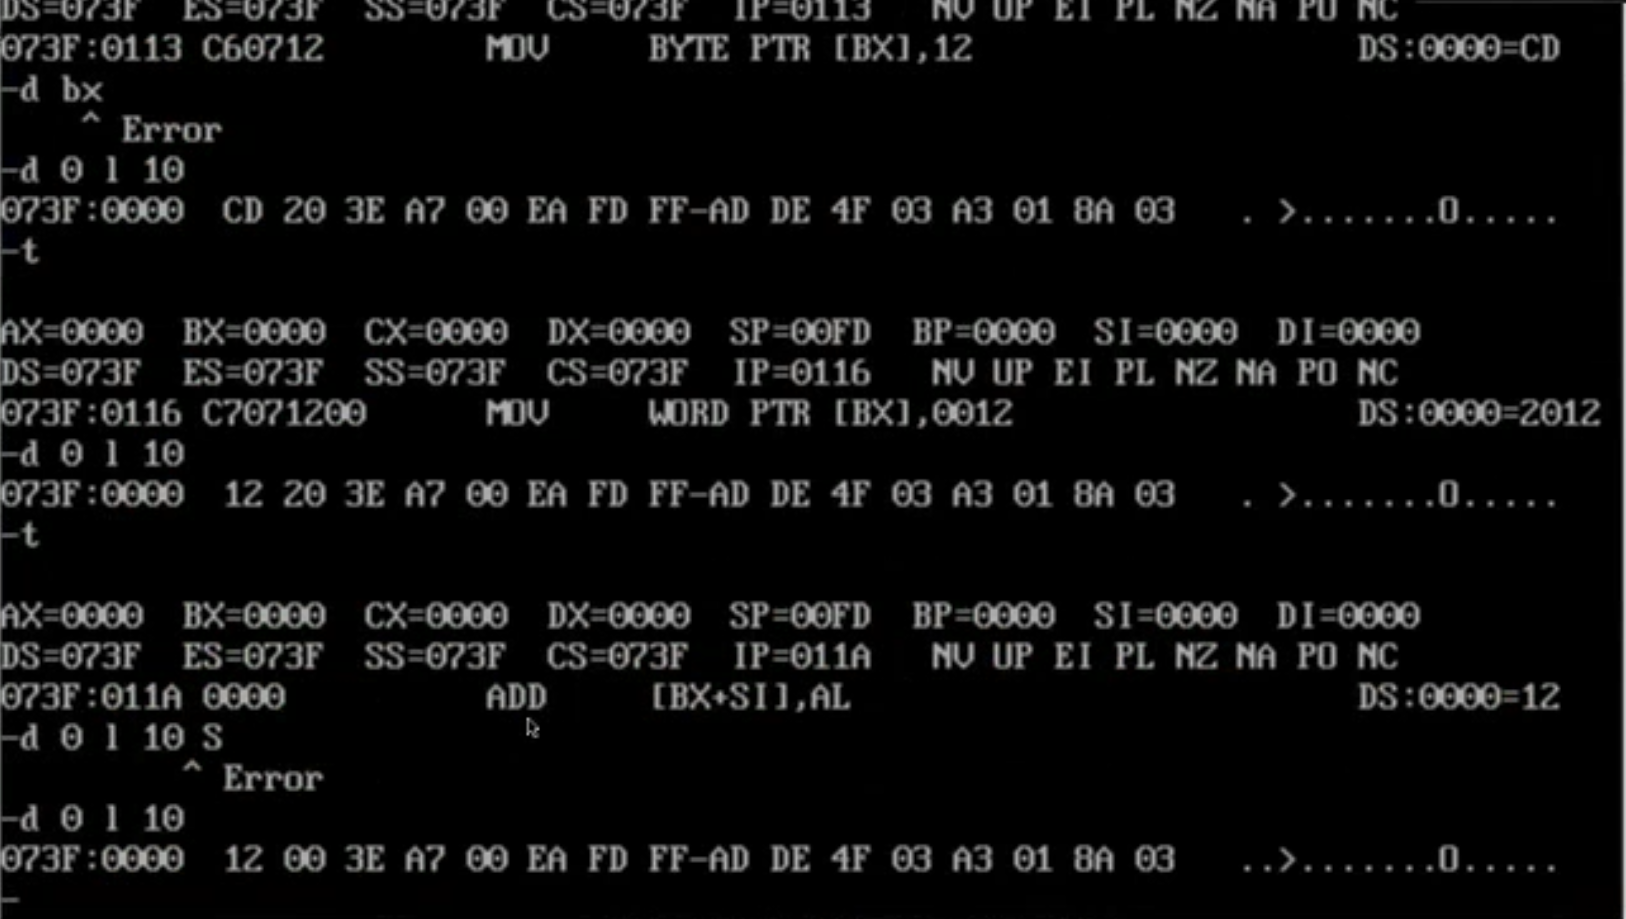 DS=073F  ES=073F  SS=073F  CS=073F  IP=0113   NV UP EI PL NZ NA PO NC
073F:0113 C60712        MOV     BYTE PTR [BX],12                   DS:0000=CD
-d bx
    ^ Error
-d 0 l 10
073F:0000  CD 20 3E A7 00 EA FD FF-AD DE 4F 03 A3 01 8A 03   . >.......O.....
-t
AX=0000  BX=0000  CX=0000  DX=0000  SP=00FD  BP=0000  SI=0000  DI=0000
DS=073F  ES=073F  SS=073F  CS=073F  IP=0116   NV UP EI PL NZ NA PO NC
073F:0116 C7071200      MOV     WORD PTR [BX],0012                 DS:0000=2012
-d 0 l 10
073F:0000  12 20 3E A7 00 EA FD FF-AD DE 4F 03 A3 01 8A 03   . >.......O.....
-t
AX=0000  BX=0000  CX=0000  DX=0000  SP=00FD  BP=0000  SI=0000  DI=0000
DS=073F  ES=073F  SS=073F  CS=073F  IP=011A   NV UP EI PL NZ NA PO NC
073F:011A 0000          ADD     [BX+SI],AL                         DS:0000=12
-d 0 l 10 S
         ^ Error
-d 0 l 10
073F:0000  12 00 3E A7 00 EA FD FF-AD DE 4F 03 A3 01 8A 03   ..>.......O.....
-